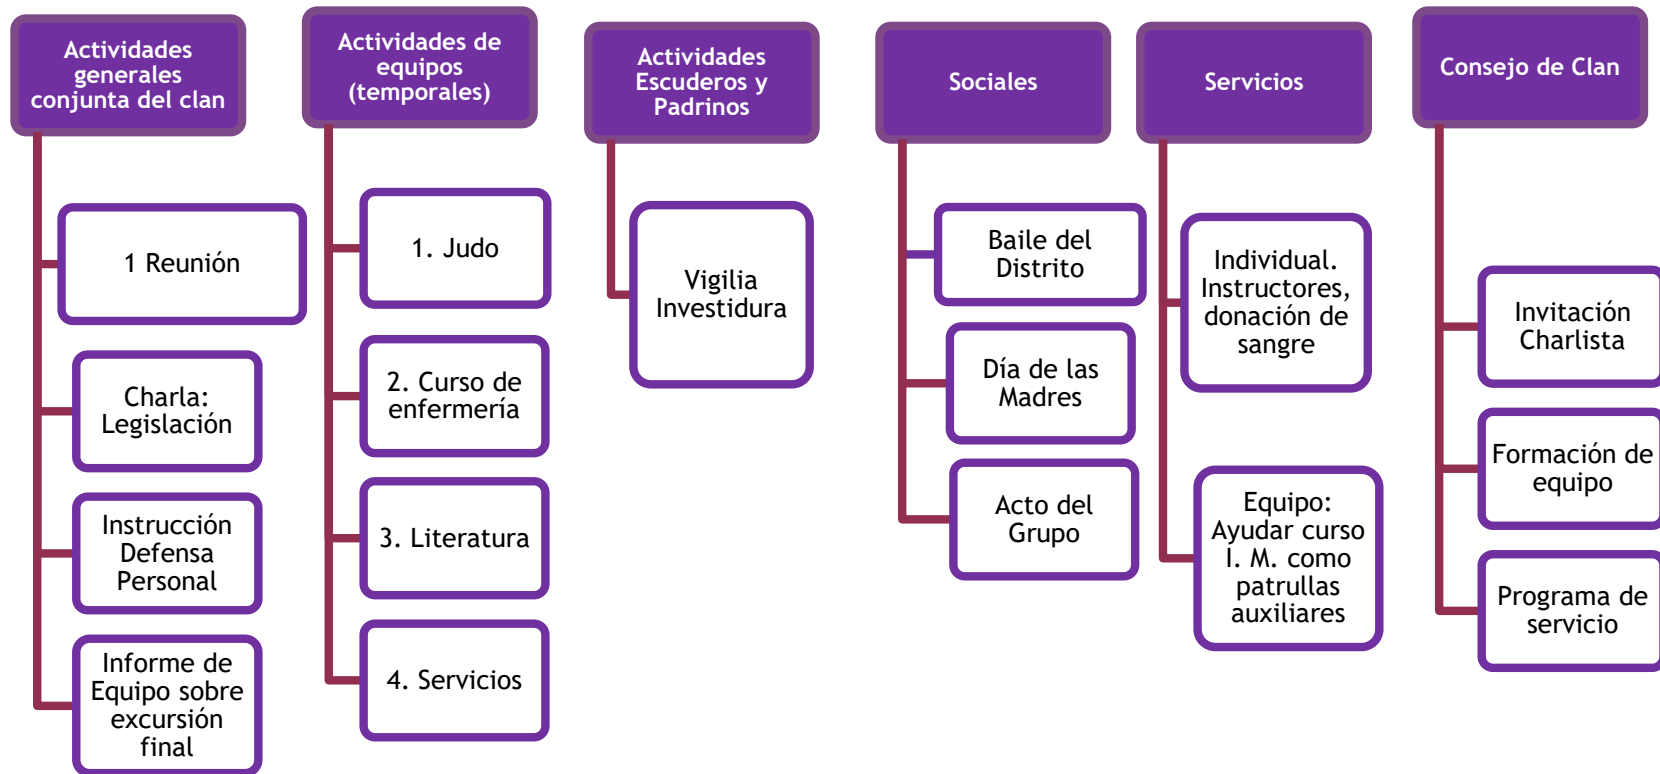 Actividades
generales
conjunta del clan
1 Reunión
Charla:
Legislación
Instrucción
Defensa
Personal
Informe de
Equipo sobre
excursión
final
Actividades de
equipos
(temporales)
1. Judo
2. Curso de
enfermería
3. Literatura
4. Servicios
Actividades
Escuderos y
Padrinos
Vigilia
Investidura
Sociales
Baile del
Distrito
Día de las
Madres
Acto del
Grupo
Servicios
Individual.
Instructores,
donación de
sangre
Equipo:
Ayudar curso
I. M. como
patrullas
auxiliares
Consejo de Clan
Invitación
Charlista
Formación de
equipo
Programa de
servicio